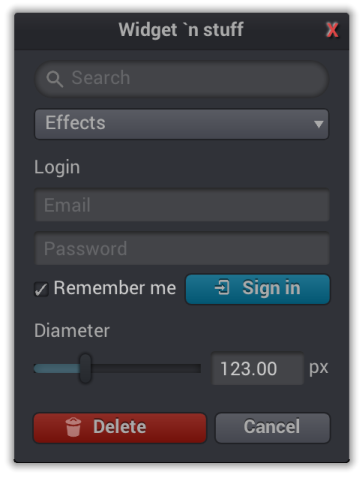 Widget `n stuff X
Search
Effects
Login
Email
Password
Remember me Sign in
Diameter
123.00 px
Delete Cancel